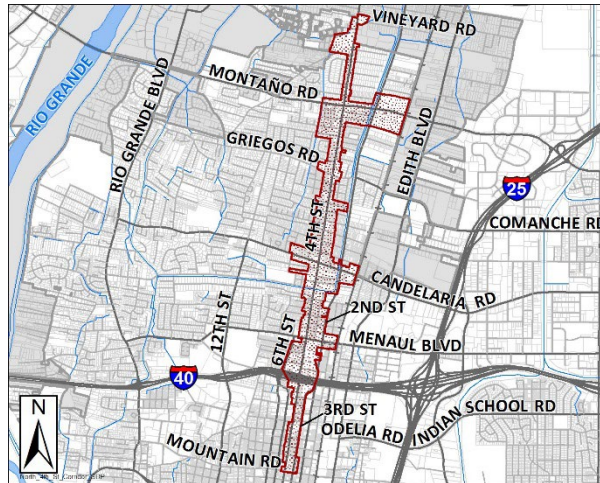 VINEYARD RD
MONTAÑO RD
RIO GRANDE
RIO GRANDE BLVD
GRIEGOS RD
EDITH BLVD
25
4TH ST
COMANCHE RD
CANDELARIA RD
2ND ST
12TH ST
6TH ST
MENAUL BLVD
40
3RD ST
ODELIA RD
INDIAN SCHOOL RD
N
MOUNTAIN RD